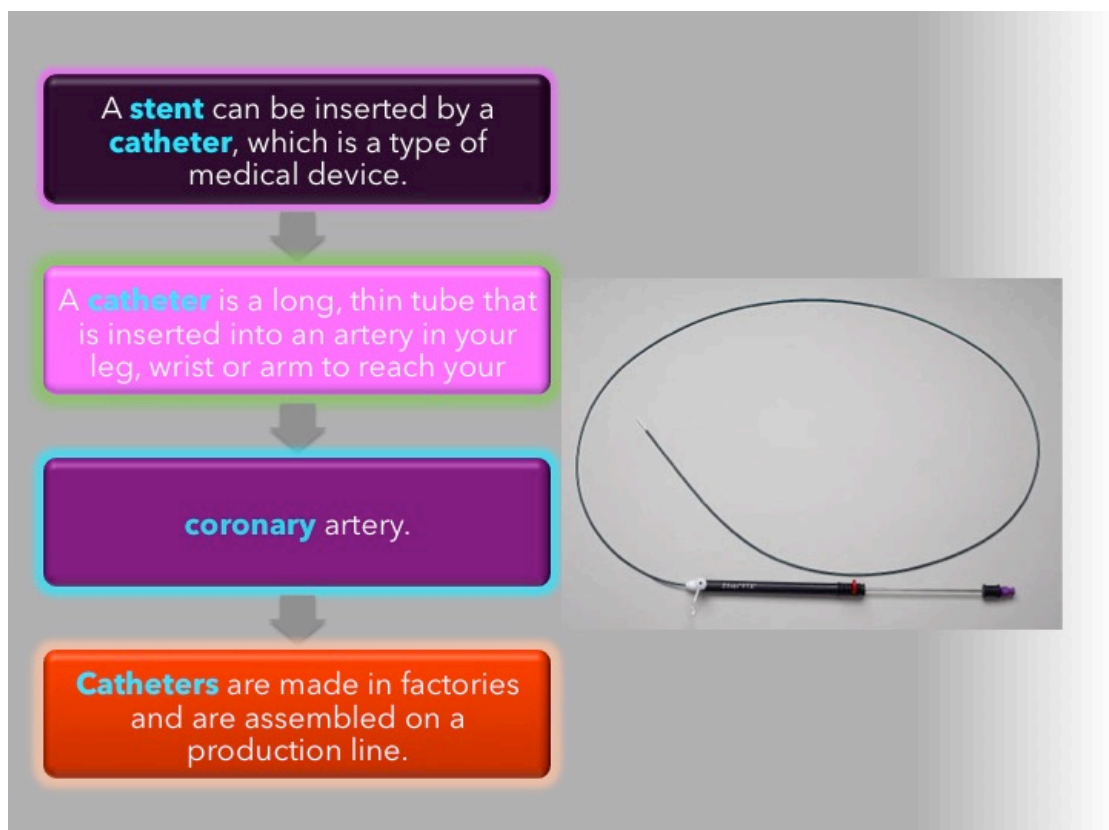 A stent can be inserted by a
catheter, which is a type of
medical device.
A catheter is a long, thin tube that
is inserted into an artery in your
leg, wrist or arm to reach your
coronary artery.
Catheters are made in factories
and are assembled on a
production line.